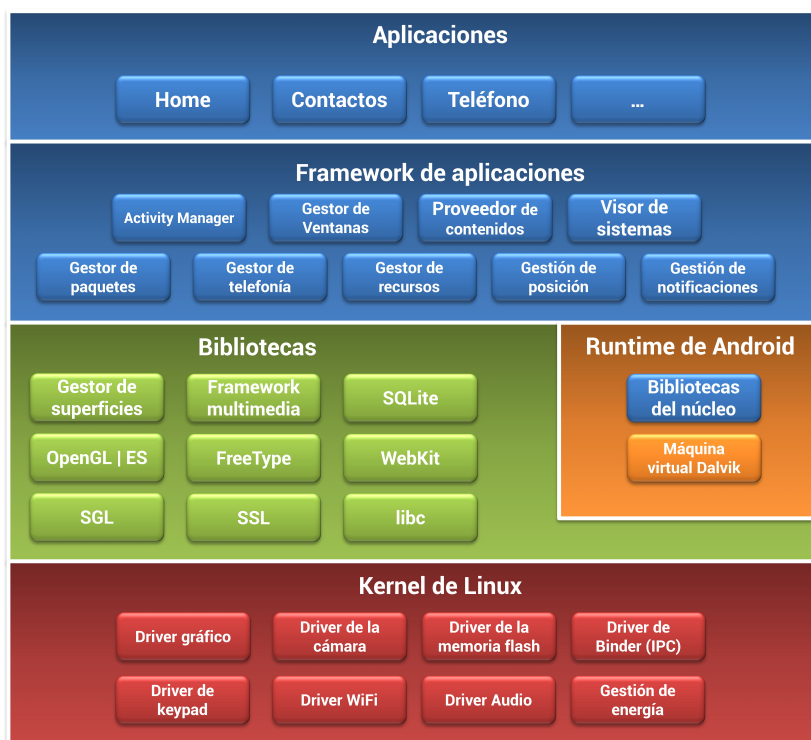 Aplicaciones
Home
Contactos
Teléfono
...
Framework de aplicaciones
Activity Manager
Gestor de
Ventanas
Proveedor de
contenidos
Visor de
sistemas
Gestor de
paquetes
Gestor de
telefonía
Gestor de
recursos
Gestión de
posición
Gestión de
notificaciones
Bibliotecas
Gestor de
superficies
Framework
multimedia
SQLite
OpenGL | ES
FreeType
WebKit
SGL
SSL
libc
Runtime de Android
Bibliotecas
del núcleo
Máquina
virtual Dalvik
Kernel de Linux
Driver gráfico
Driver de la
cámara
Driver de la
memoria flash
Driver de
Binder (IPC)
Driver de
keypad
Driver WiFi
Driver Audio
Gestión de
energía